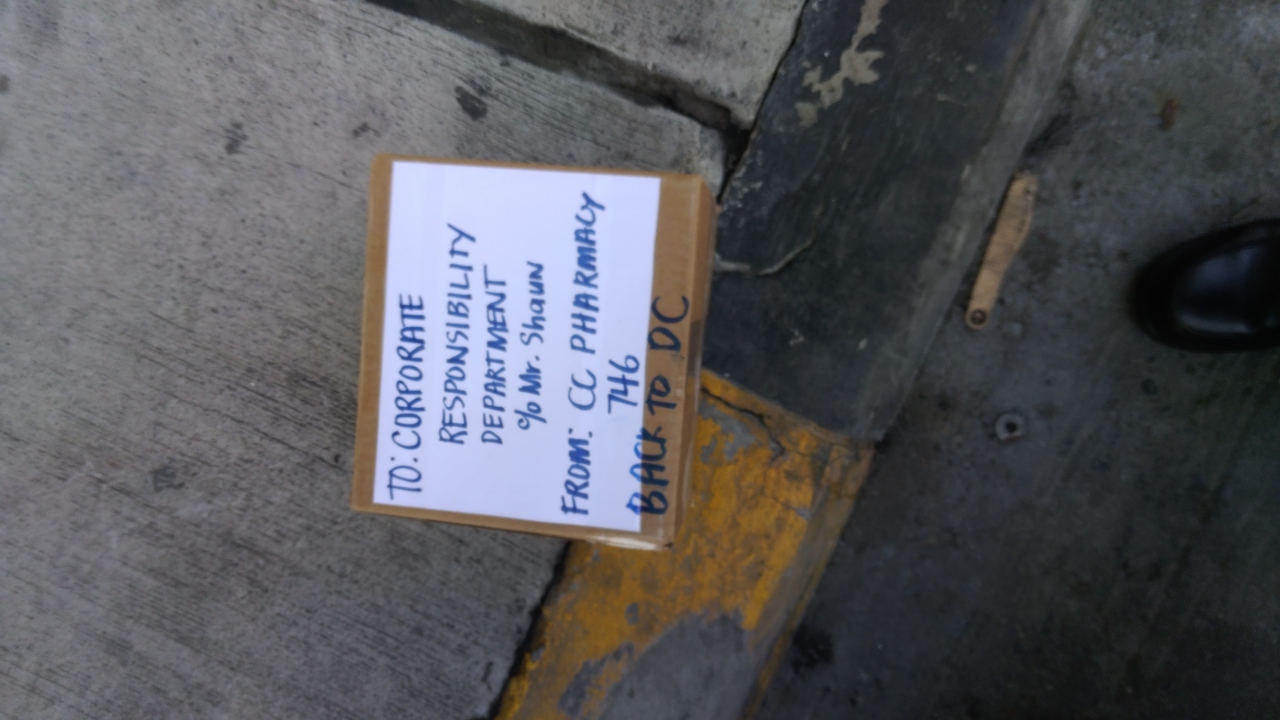 TO: CORPORATE
RESPONSIBILITY
DEPARTMENT
% Mr. Shaun
FROM: CC PHARMACY
746
BACK TO DC